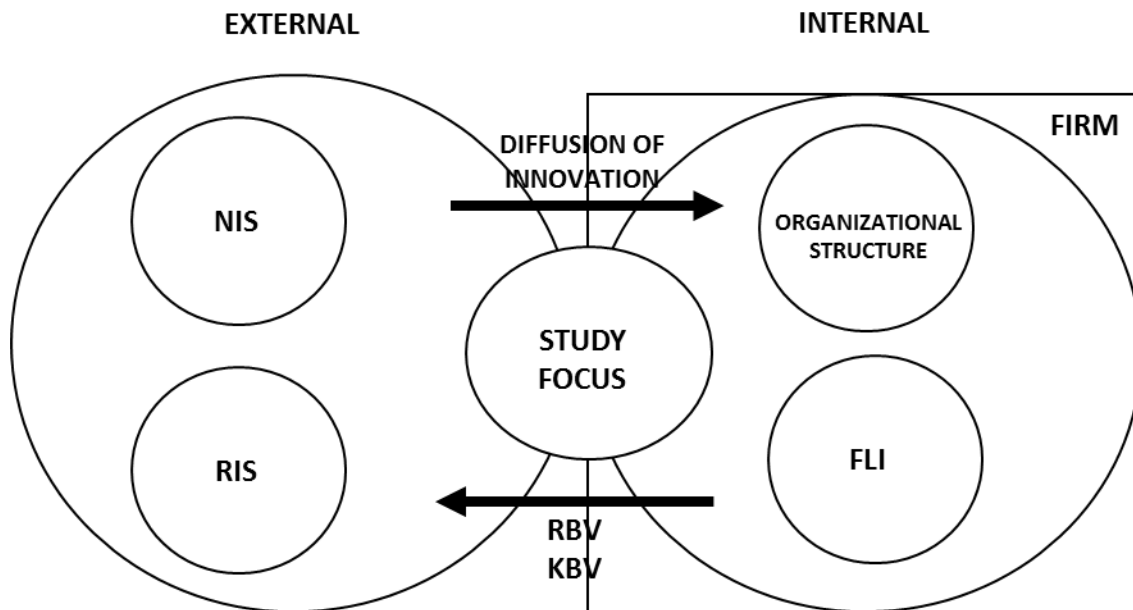 EXTERNAL
INTERNAL
FIRM
DIFFUSION OF
INNOVATION
NIS
ORGANIZATIONAL
STRUCTURE
STUDY
FOCUS
RIS
FLI
RBV
KBV